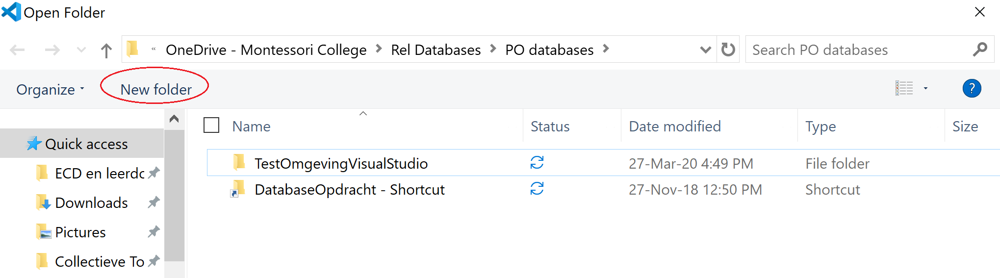 Open Folder
« OneDrive - Montessori College > Rel Databases > PO databases >
Search PO databases
Organize
New folder
?
Name Status Date modified Type Size
Quick access
TestOmgevingVisualStudio 27-Mar-20 4:49 PM File folder
ECD en leerdo
DatabaseOpdracht - Shortcut 27-Nov-18 12:50 PM Shortcut
Downloads
Pictures
Collectieve To